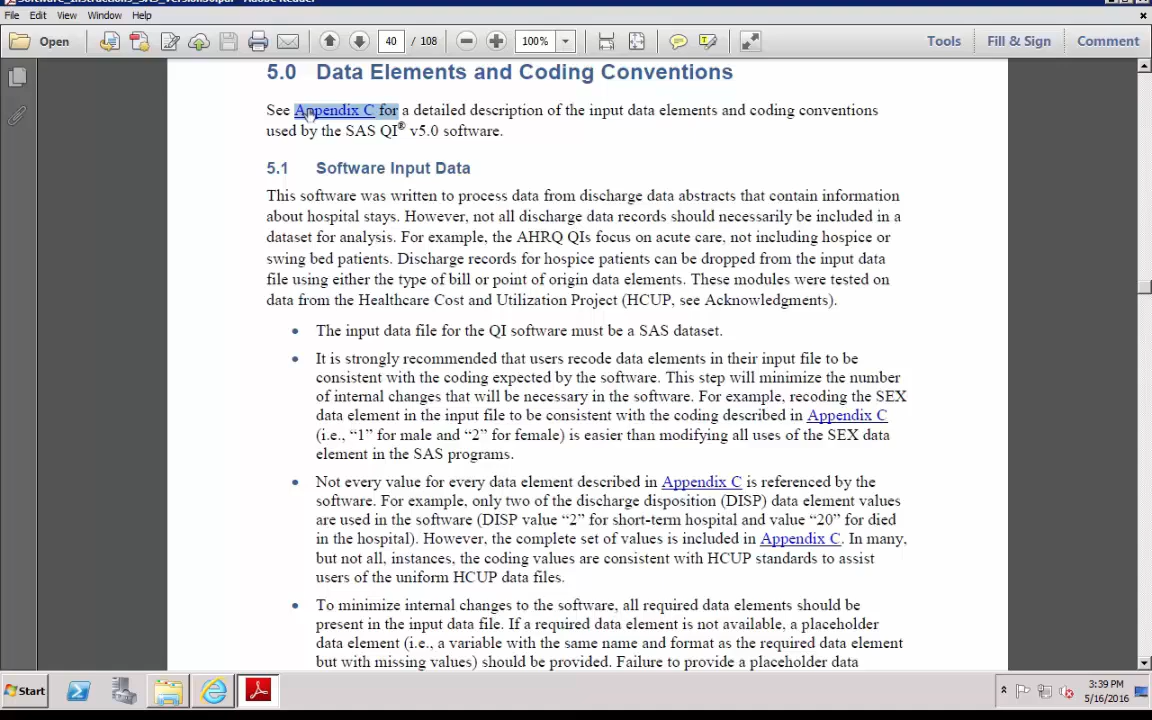 File Edit View Window Help
Open 40 / 108 100% Tools Fill & Sign Comment
5.0 Data Elements and Coding Conventions
See Appendix C for a detailed description of the input data elements and coding conventions
used by the SAS QI® v5.0 software.
5.1 Software Input Data
This software was written to process data from discharge data abstracts that contain information
about hospital stays. However, not all discharge data records should necessarily be included in a
dataset for analysis. For example, the AHRQ QIs focus on acute care, not including hospice or
swing bed patients. Discharge records for hospice patients can be dropped from the input data
file using either the type of bill or point of origin data elements. These modules were tested on
data from the Healthcare Cost and Utilization Project (HCUP, see Acknowledgments).
• The input data file for the QI software must be a SAS dataset.
• It is strongly recommended that users recode data elements in their input file to be
consistent with the coding expected by the software. This step will minimize the number
of internal changes that will be necessary in the software. For example, recoding the SEX
data element in the input file to be consistent with the coding described in Appendix C
(i.e., “1” for male and “2” for female) is easier than modifying all uses of the SEX data
element in the SAS programs.
• Not every value for every data element described in Appendix C is referenced by the
software. For example, only two of the discharge disposition (DISP) data element values
are used in the software (DISP value “2” for short-term hospital and value “20” for died
in the hospital). However, the complete set of values is included in Appendix C. In many,
but not all, instances, the coding values are consistent with HCUP standards to assist
users of the uniform HCUP data files.
• To minimize internal changes to the software, all required data elements should be
present in the input data file. If a required data element is not available, a placeholder
data element (i.e., a variable with the same name and format as the required data element
but with missing values) should be provided. Failure to provide a placeholder data
Start
3:39 PM
5/16/2016